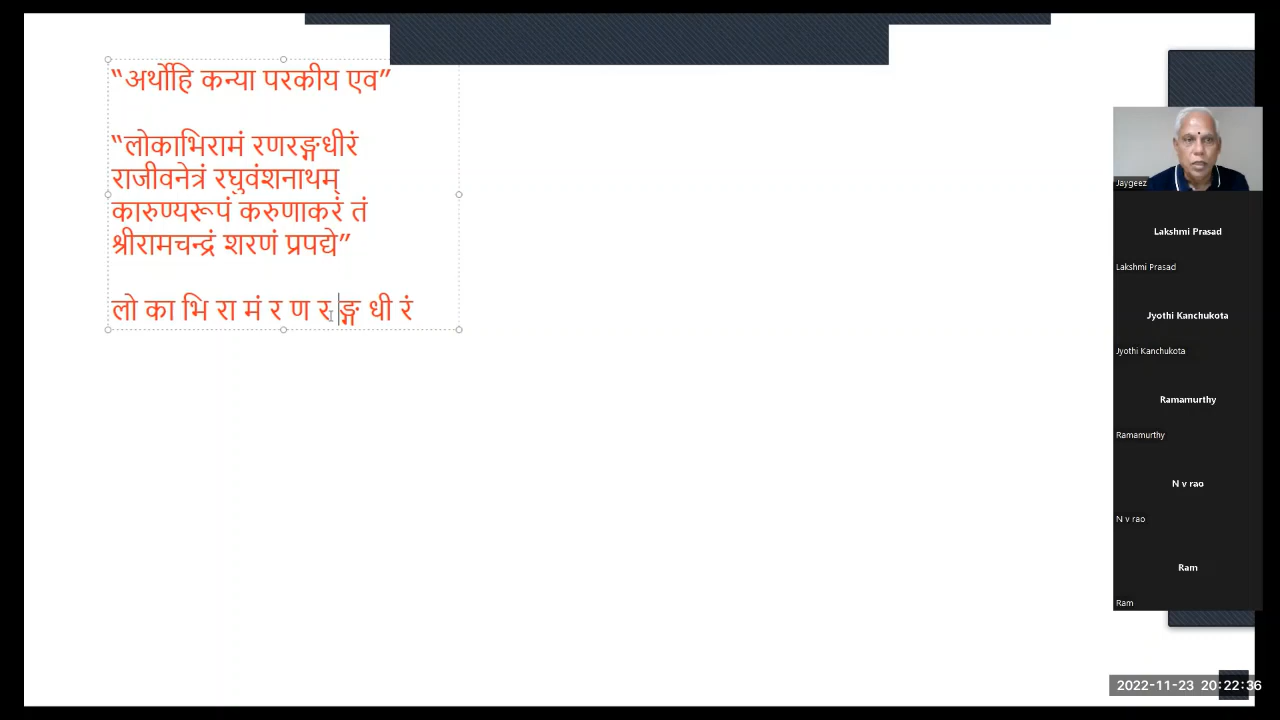 “अर्थोहि कन्या परकीय एव”
“लोकाभिरामं रणरङ्गधीरं
राजीवनेत्रं रघुवंशनाथम्
कारुण्यरूपं करुणाकरं तं
श्रीरामचन्द्रं शरणं प्रपद्ये”
लो का भि रा मं र ण र ङ्ग धी रं
Jaygeez
Lakshmi Prasad
Lakshmi Prasad
Jyothi Kanchukota
Jyothi Kanchukota
Ramamurthy
Ramamurthy
N v rao
N v rao
Ram
Ram
2022-11-23 20:22:36